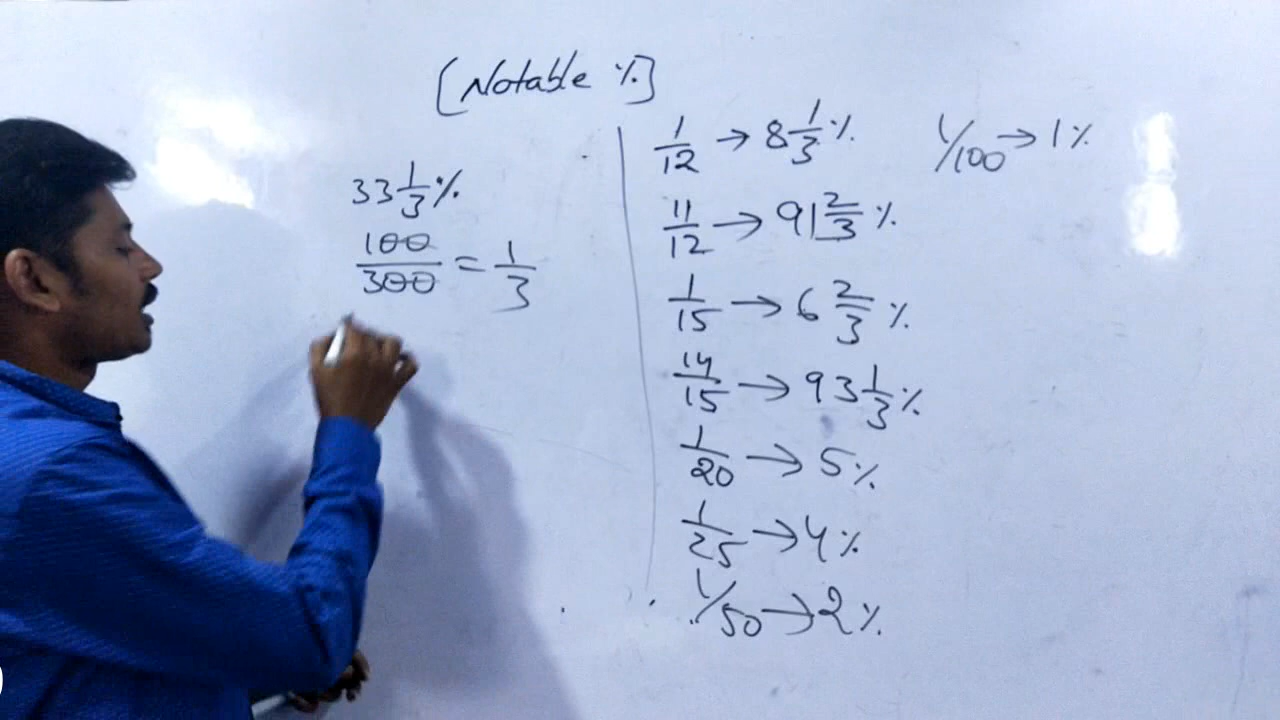 [Notable %]
33 1/3 %
100/300 = 1/3
1/12 → 8 1/3 %
11/12 → 91 2/3 %
1/15 → 6 2/3 %
14/15 → 93 1/3 %
1/20 → 5 %
1/25 → 4 %
1/50 → 2 %
1/100 → 1 %